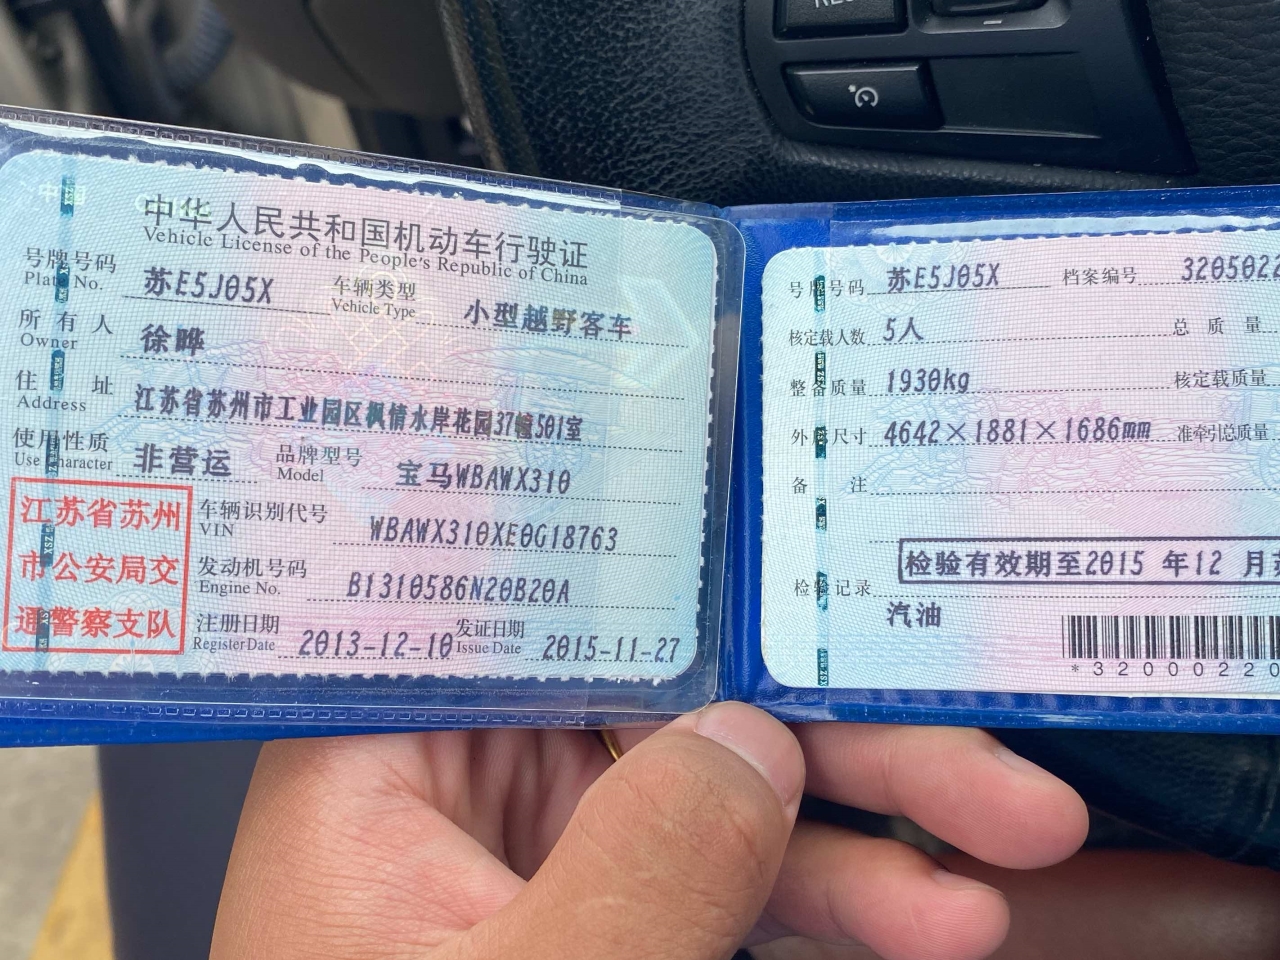 中华人民共和国机动车行驶证
Vehicle License of the People's Republic of China
号牌号码 苏E5J05X 车辆类型 小型越野客车
Plate No. Vehicle Type
所有人 徐晔
Owner
住址 江苏省苏州市工业园区枫情水岸花园37幢501室
Address
使用性质 非营运 品牌型号 宝马WBAWX310
Use Character Model
江苏省苏州
市公安局交
通警察支队
车辆识别代号 WBAWX310XE0G18763
VIN
发动机号码 B1310586N20B20A
Engine No.
注册日期 2013-12-10 发证日期 2015-11-27
Register Date Issue Date
号牌号码 苏E5J05X 档案编号 3205022
核定载人数 5人 总质量
整备质量 1930kg 核定载质量
外廓尺寸 4642×1881×1686mm 准牵引总质量
备注
检验有效期至2015 年12 月苏
检验记录
汽油
*32000220